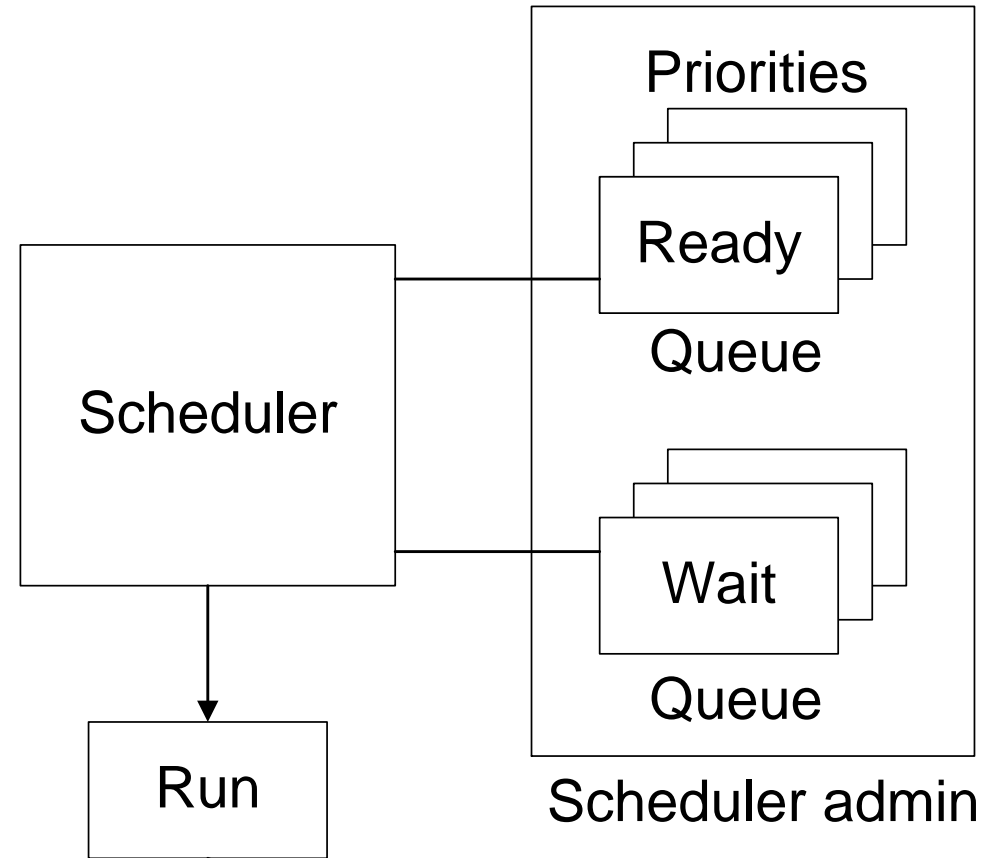 Priorities
Ready
Queue
Scheduler
Wait
Queue
Run
Scheduler admin